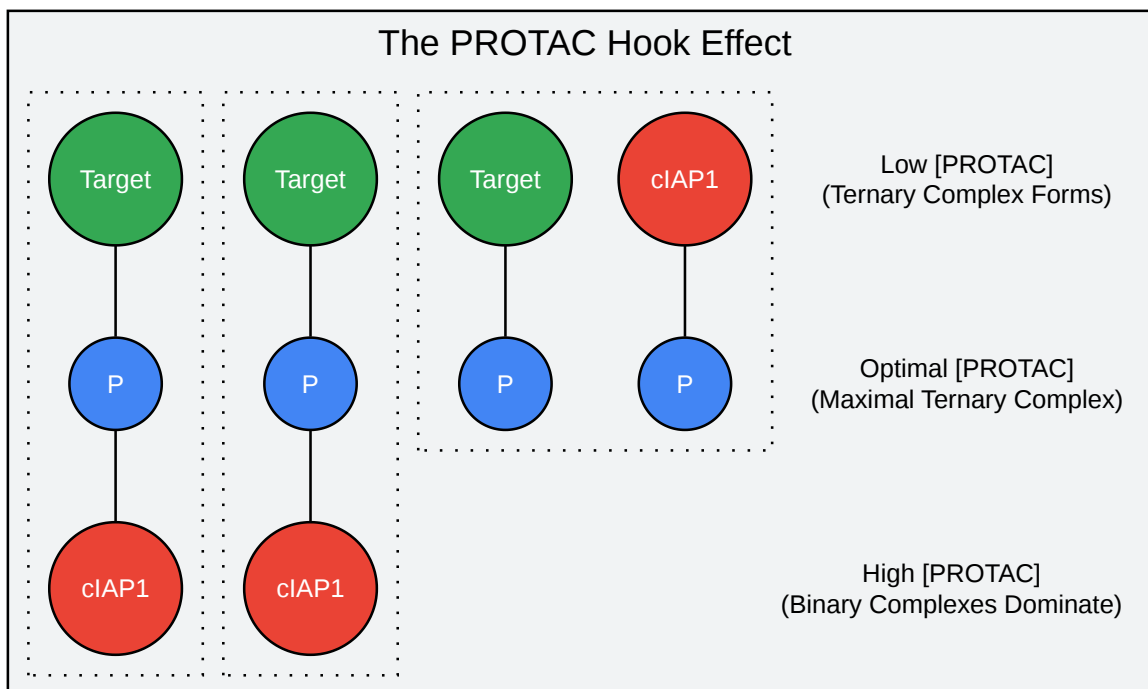 The PROTAC Hook Effect
Target
Target
Target
cIAP1
Low [PROTAC]
(Ternary Complex Forms)
P
P
P
P
Optimal [PROTAC]
(Maximal Ternary Complex)
cIAP1
cIAP1
High [PROTAC]
(Binary Complexes Dominate)